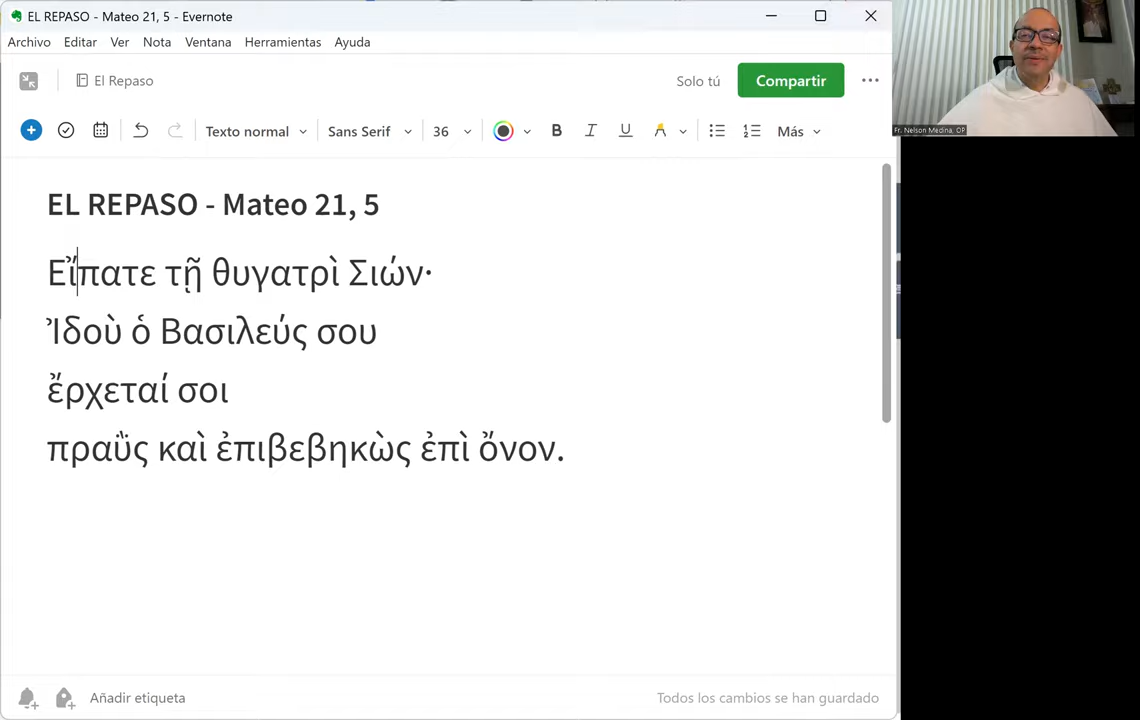 EL REPASO - Mateo 21, 5 - Evernote
Archivo Editar Ver Nota Ventana Herramientas Ayuda
El Repaso Solo tú Compartir
Texto normal Sans Serif 36 B I U A Más
EL REPASO - Mateo 21, 5
Εἴπατε τῇ θυγατρὶ Σιών·
Ἰδοὺ ὁ Βασιλεύς σου
ἔρχεταί σοι
πραῢς καὶ ἐπιβεβηκὼς ἐπὶ ὄνον.
Añadir etiqueta Todos los cambios se han guardado
Fr. Nelson Medina, OP